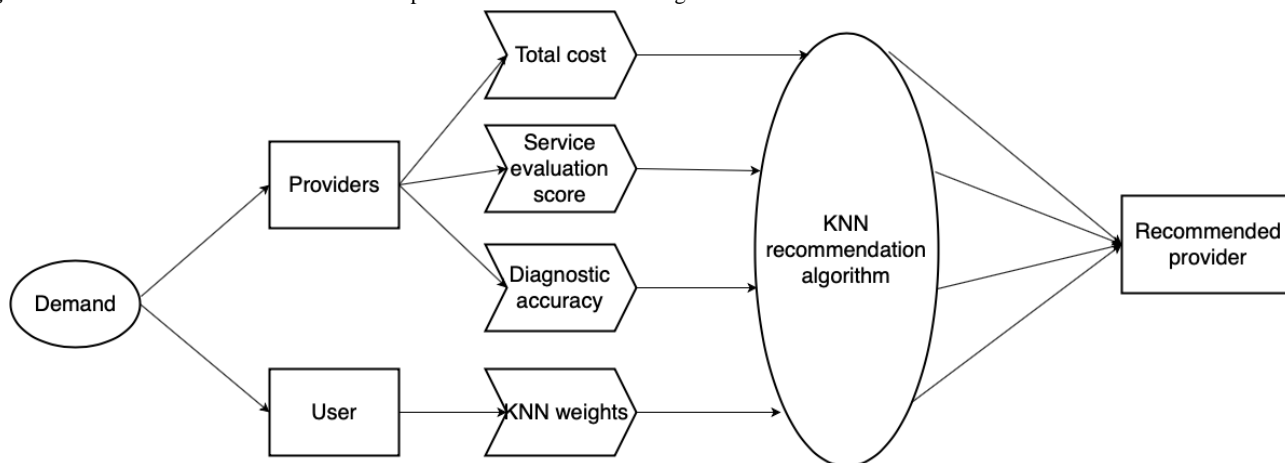 Total cost
Service
evaluation
score
Providers
KNN
recommendation
algorithm
Recommended
provider
Diagnostic
accuracy
Demand
User
KNN weights